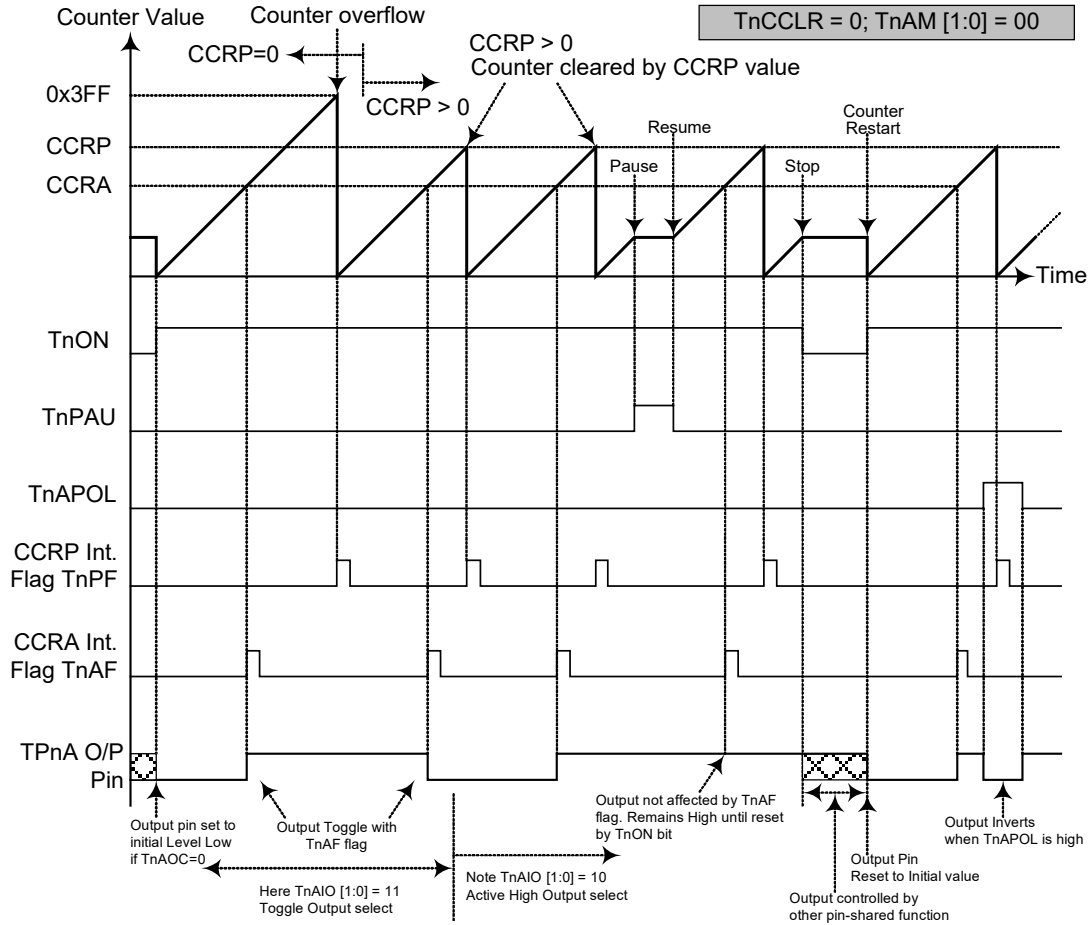 Counter Value
Counter overflow
TnCCLR = 0; TnAM [1:0] = 00
CCRP=0
CCRP > 0
CCRP > 0
Counter cleared by CCRP value
0x3FF
CCRP
CCRA
Pause
Resume
Stop
Counter
Restart
Time
TnON
TnPAU
TnAPOL
CCRP Int.
Flag TnPF
CCRA Int.
Flag TnAF
TPnA O/P
Pin
Output pin set to
initial Level Low
if TnAOC=0
Output Toggle with
TnAF flag
Here TnAIO [1:0] = 11
Toggle Output select
Note TnAIO [1:0] = 10
Active High Output select
Output not affected by TnAF
flag. Remains High until reset
by TnON bit
Output controlled by
other pin-shared function
Output Pin
Reset to Initial value
Output Inverts
when TnAPOL is high